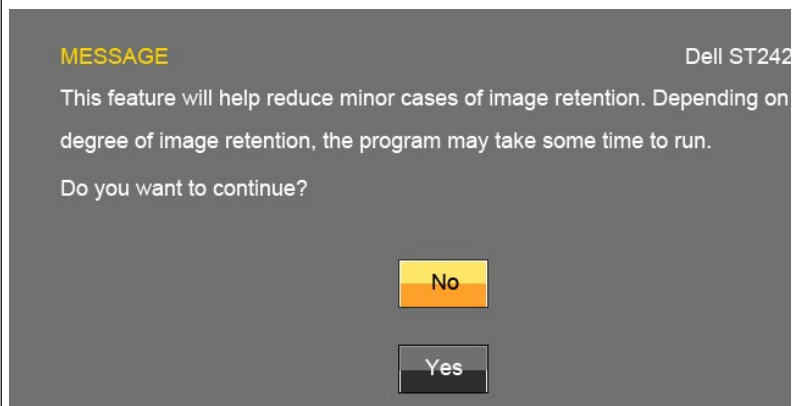 MESSAGE Dell ST242
This feature will help reduce minor cases of image retention. Depending on
degree of image retention, the program may take some time to run.
Do you want to continue?
No
Yes